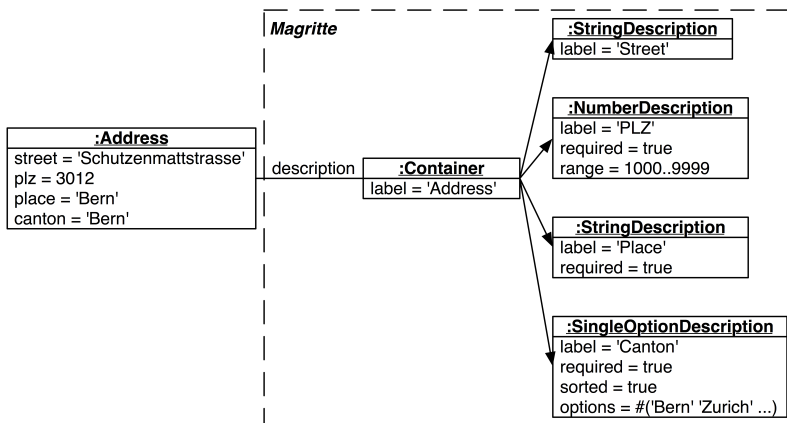 Magritte
:Address
street = 'Schutzenmattstrasse'
plz = 3012
place = 'Bern'
canton = 'Bern'
description
:Container
label = 'Address'
:StringDescription
label = 'Street'
:NumberDescription
label = 'PLZ'
required = true
range = 1000..9999
:StringDescription
label = 'Place'
required = true
:SingleOptionDescription
label = 'Canton'
required = true
sorted = true
options = #('Bern' 'Zurich' ...)